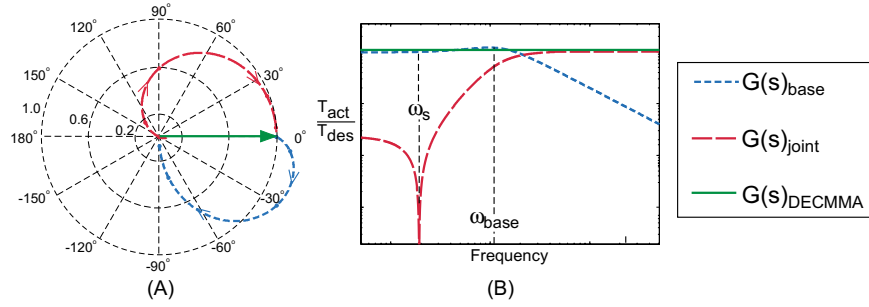 90°
120°
60°
150°
30°
1.0
0.6
0.2
180°
0°
-150°
-30°
-120°
-60°
-90°
(A)
T_act
T_des
ω_s
ω_base
Frequency
(B)
G(s)_base
G(s)_joint
G(s)_DECMMA